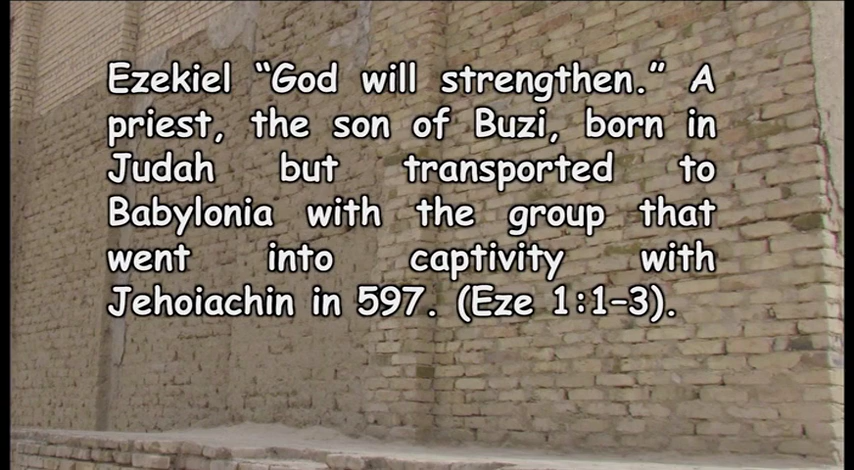 Ezekiel “God will strengthen.” A
priest, the son of Buzi, born in
Judah but transported to
Babylonia with the group that
went into captivity with
Jehoiachin in 597. (Eze 1:1–3).